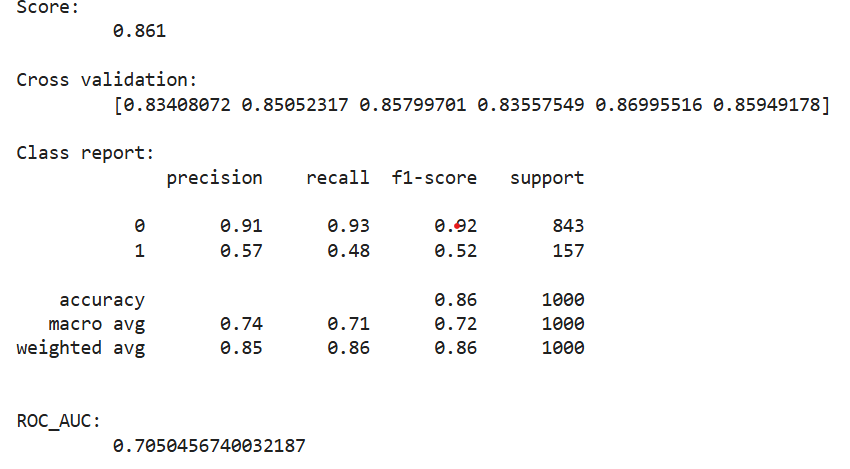 Score:
0.861
Cross validation:
[0.83408072 0.85052317 0.85799701 0.83557549 0.86995516 0.85949178]
Class report:
precision recall f1-score support
0 0.91 0.93 0.92 843
1 0.57 0.48 0.52 157
accuracy 0.86 1000
macro avg 0.74 0.71 0.72 1000
weighted avg 0.85 0.86 0.86 1000
ROC_AUC:
0.7050456740032187